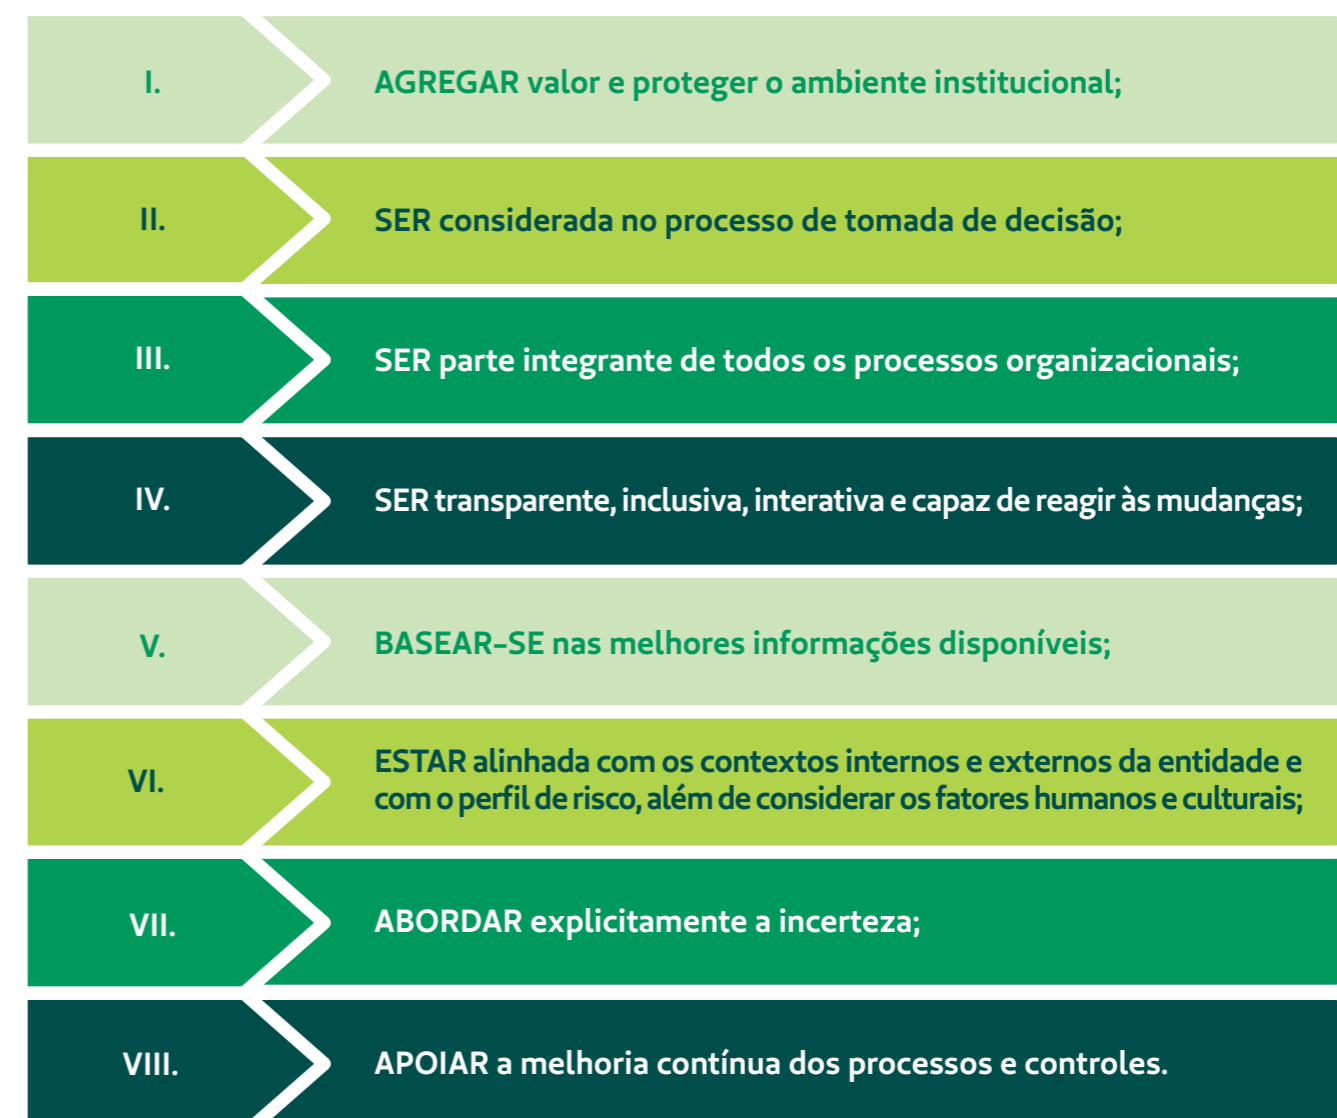 I.
AGREGAR valor e proteger o ambiente institucional;
II.
SER considerada no processo de tomada de decisão;
III.
SER parte integrante de todos os processos organizacionais;
IV.
SER transparente, inclusiva, interativa e capaz de reagir às mudanças;
V.
BASEAR-SE nas melhores informações disponíveis;
VI.
ESTAR alinhada com os contextos internos e externos da entidade e
com o perfil de risco, além de considerar os fatores humanos e culturais;
VII.
ABORDAR explicitamente a incerteza;
VIII.
APOIAR a melhoria contínua dos processos e controles.